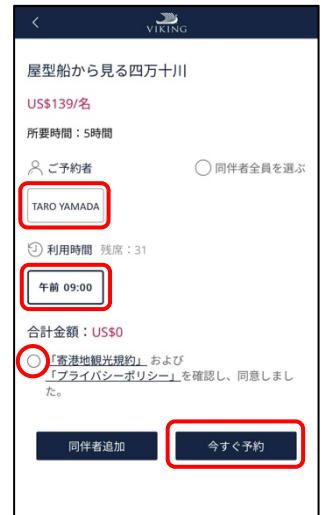 VIKING
屋型船から見る四万十川
US$139/名
所要時間：5時間
ご予約者 同伴者全員を選ぶ
TARO YAMADA
利用時間 残席：31
午前 09:00
合計金額：US$0
「寄港地観光規約」 および
「プライバシーポリシー」を確認し、同意しまし
た。
同伴者追加 今すぐ予約